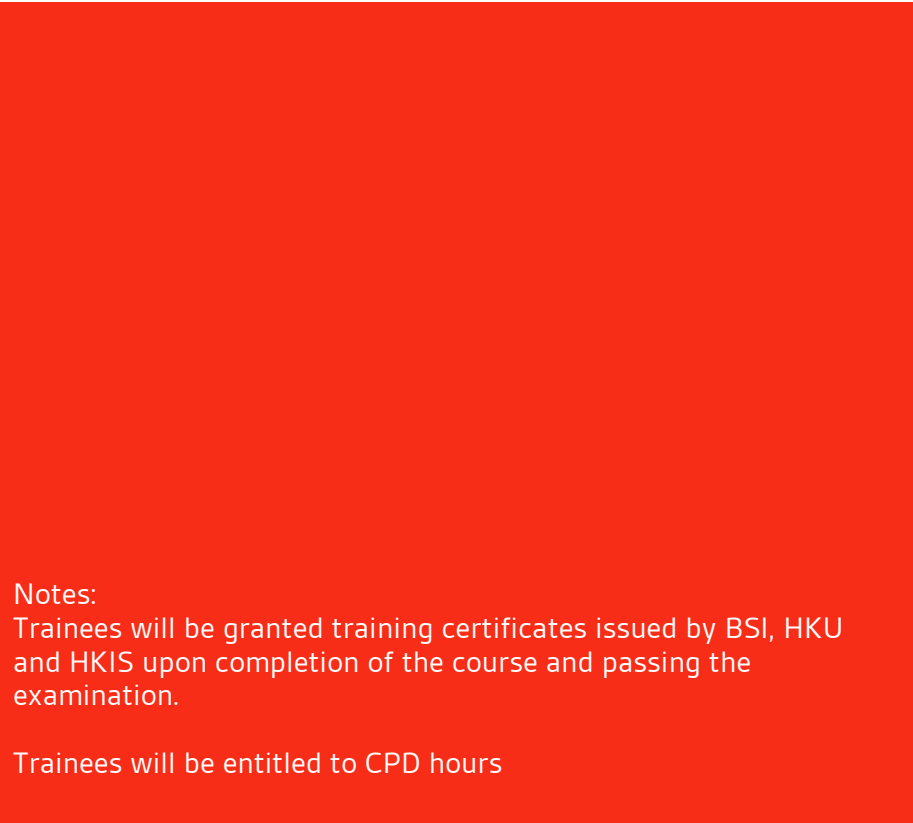 Notes:
Trainees will be granted training certificates issued by BSI, HKU
and HKIS upon completion of the course and passing the
examination.
Trainees will be entitled to CPD hours